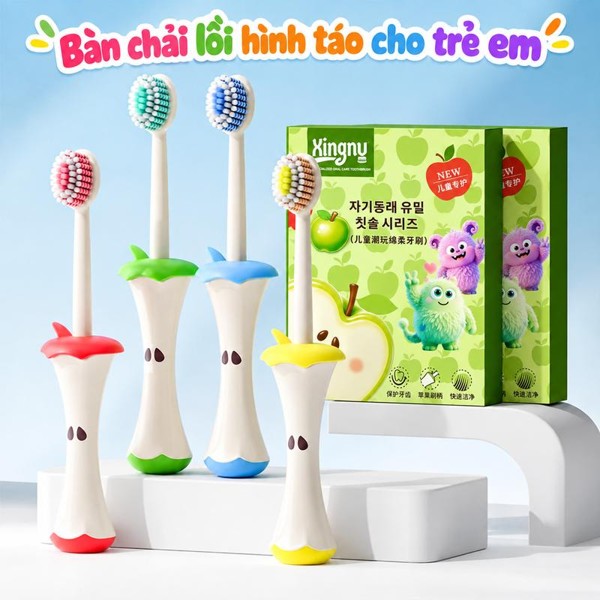 Bàn chải lồi hình táo cho trẻ em
Xingny
NEW
儿童专护
자기동래 유밀
칫솔 시리즈
(儿童潮玩绵柔牙刷)
保护牙齿
苹果刷柄
快速洁净